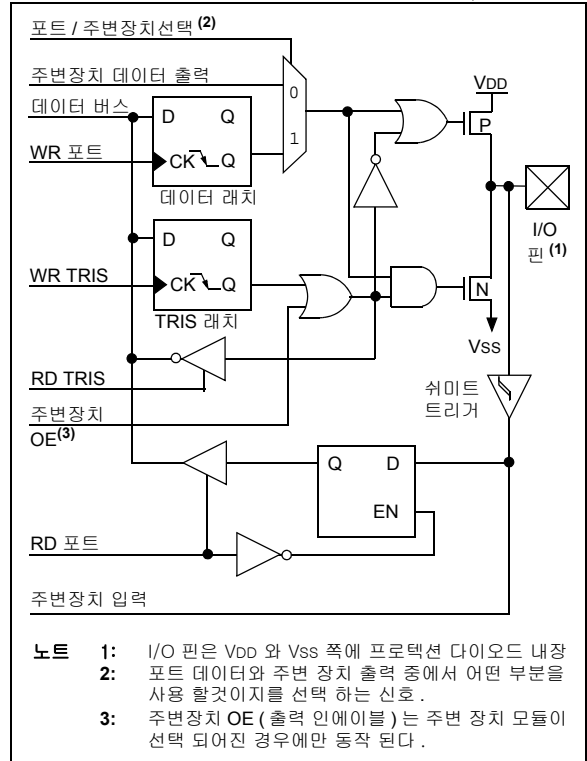 포트 / 주변장치선택 (2)
주변장치 데이터 출력
데이터 버스
VDD
0
D Q
P
1
WR 포트
CK Q
데이터 래치
I/O
핀 (1)
D Q
WR TRIS
CK Q
N
TRIS 래치
VSS
RD TRIS
쉬미트
트리거
주변장치
OE(3)
Q D
EN
RD 포트
주변장치 입력
노트 1: I/O 핀은 VDD 와 VSS 쪽에 프로텍션 다이오드 내장
2: 포트 데이터와 주변 장치 출력 중에서 어떤 부분을
사용 할것이지를 선택 하는 신호 .
3: 주변장치 OE ( 출력 인에이블 ) 는 주변 장치 모듈이
선택 되어진 경우에만 동작 된다 .